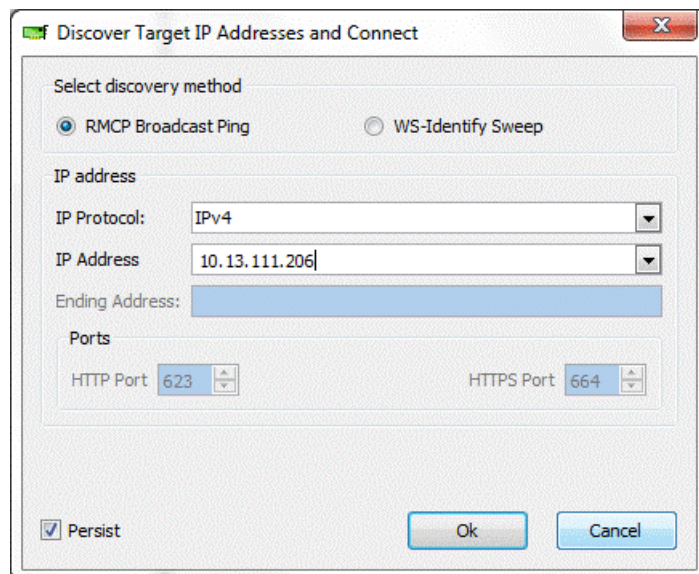 Discover Target IP Addresses and Connect
Select discovery method
RMCP Broadcast Ping WS-Identify Sweep
IP address
IP Protocol: IPv4
IP Address 10.13.111.206
Ending Address:
Ports
HTTP Port 623 HTTPS Port 664
Persist Ok Cancel